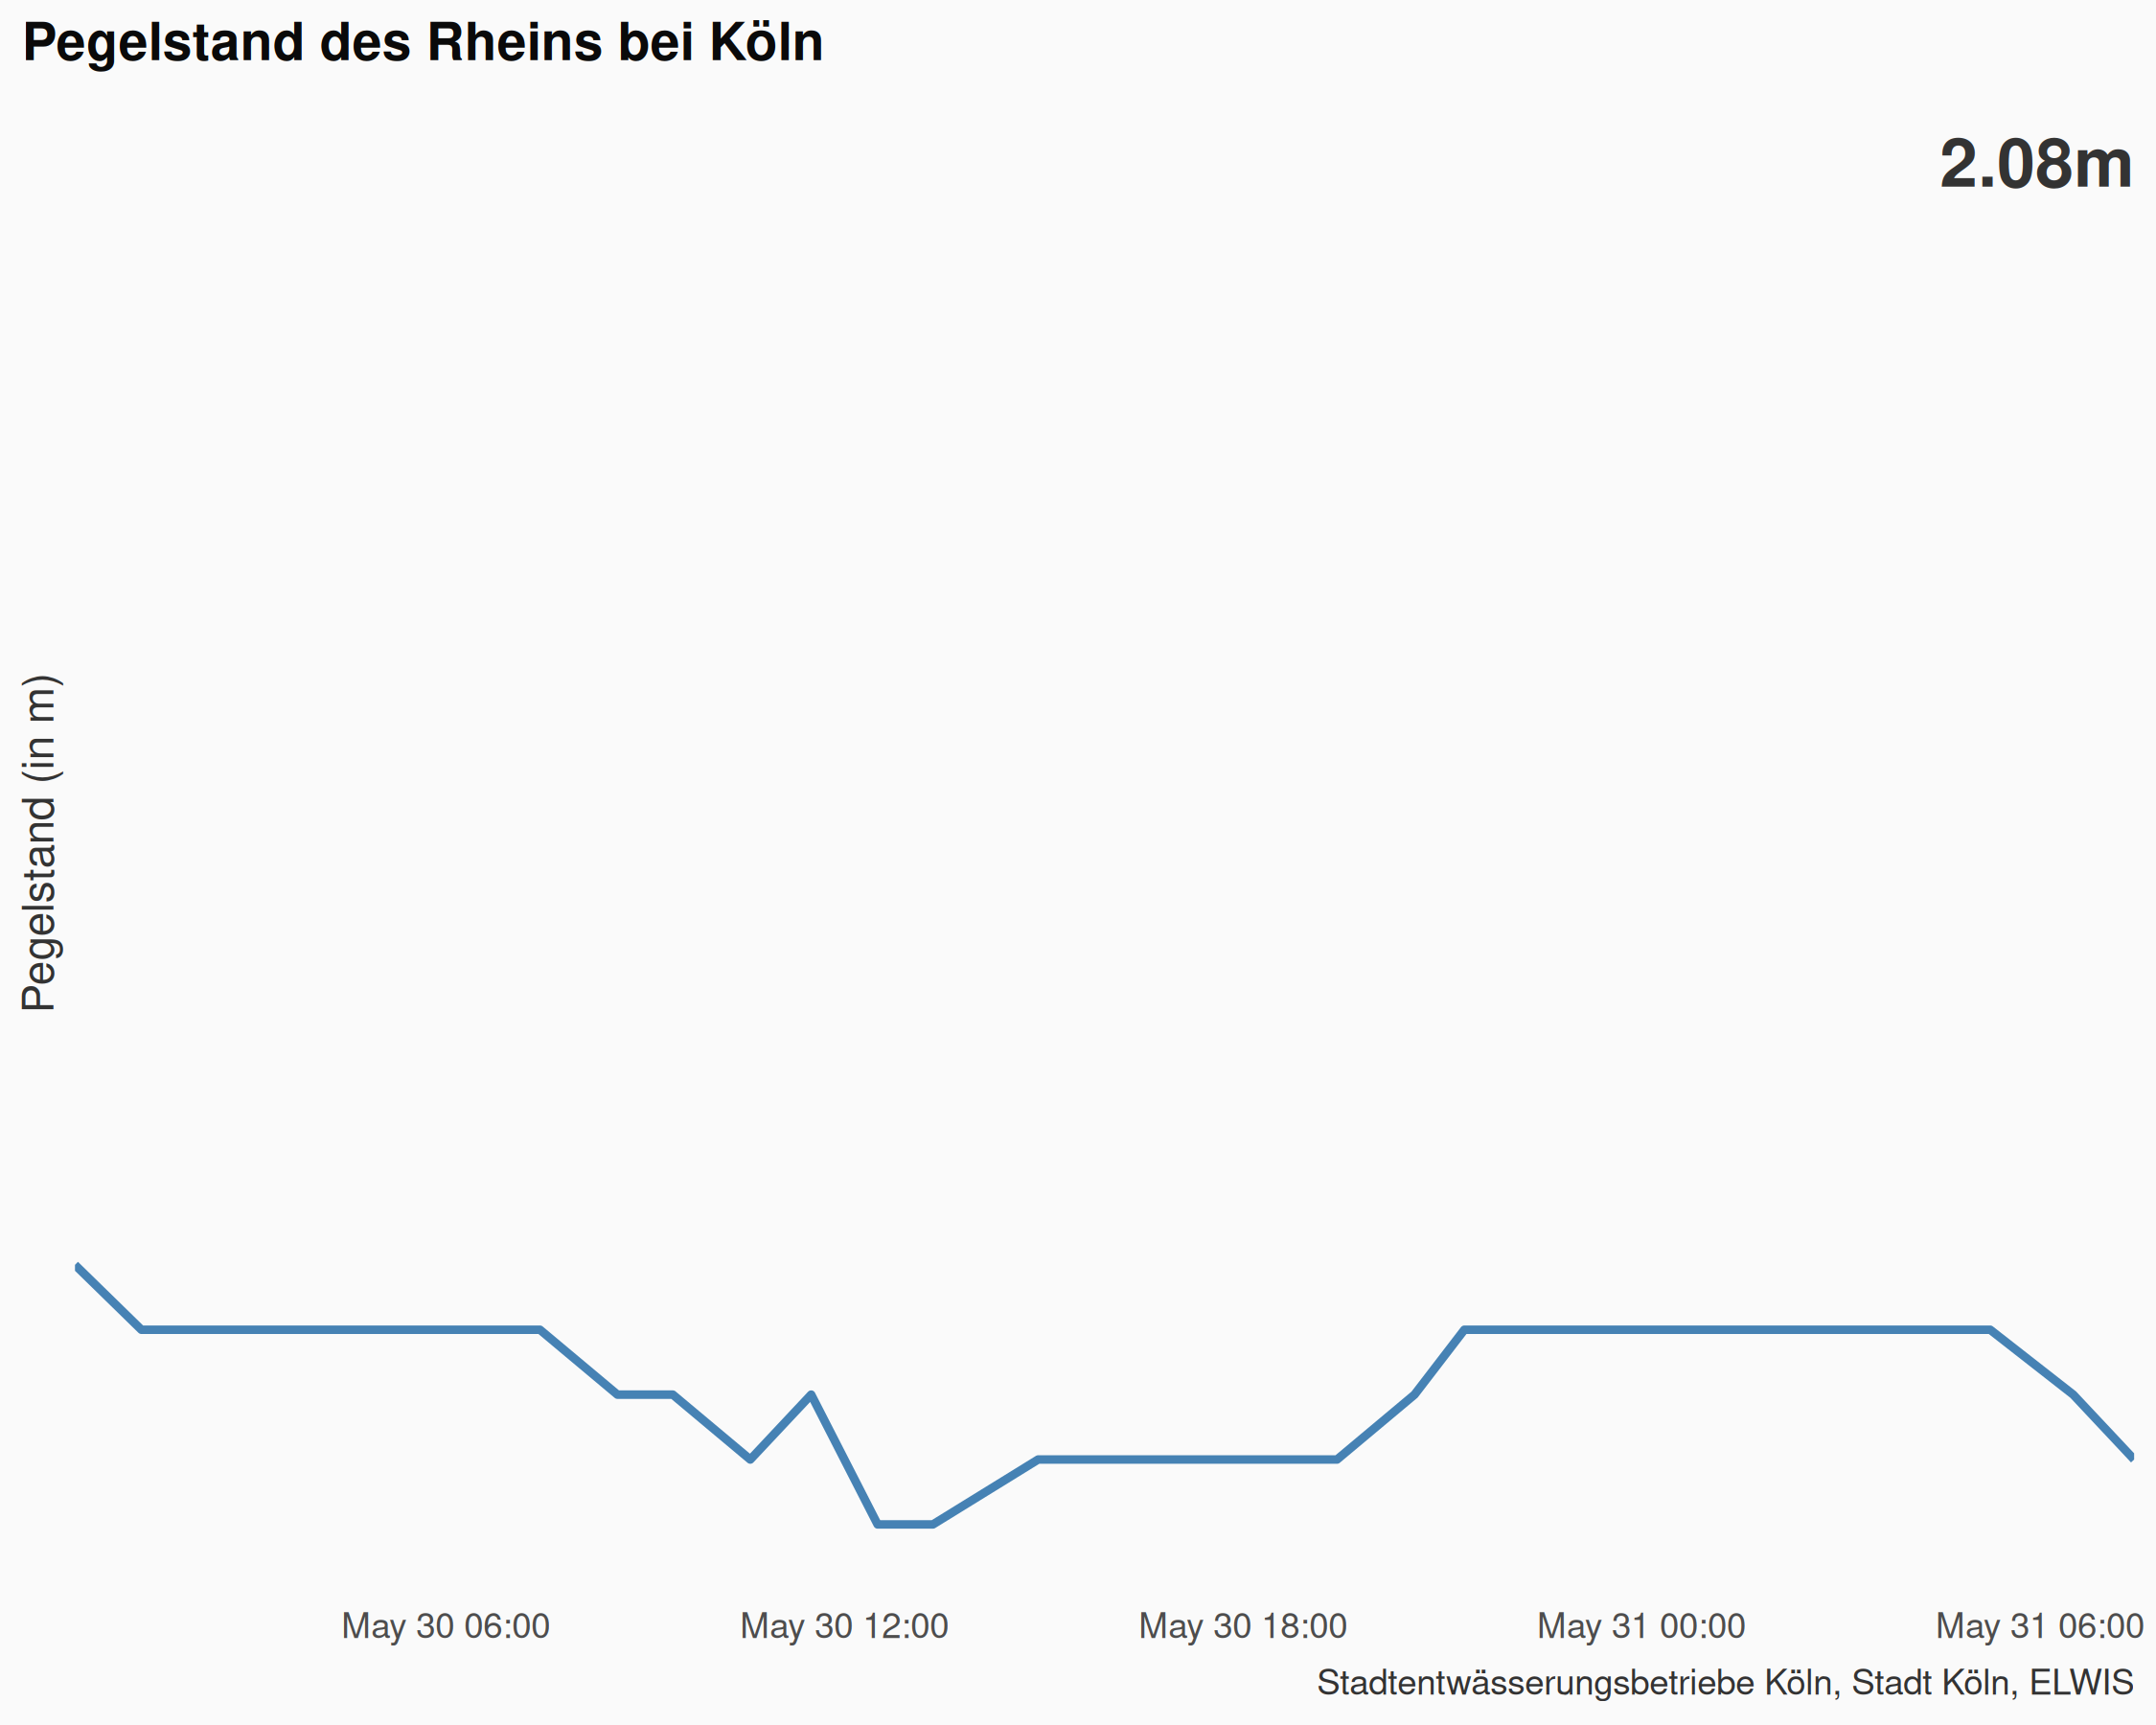 Pegelstand des Rheins bei Köln
2.08m
Pegelstand (in m)
May 30 06:00
May 30 12:00
May 30 18:00
May 31 00:00
May 31 06:00
Stadtentwässerungsbetriebe Köln, Stadt Köln, ELWIS